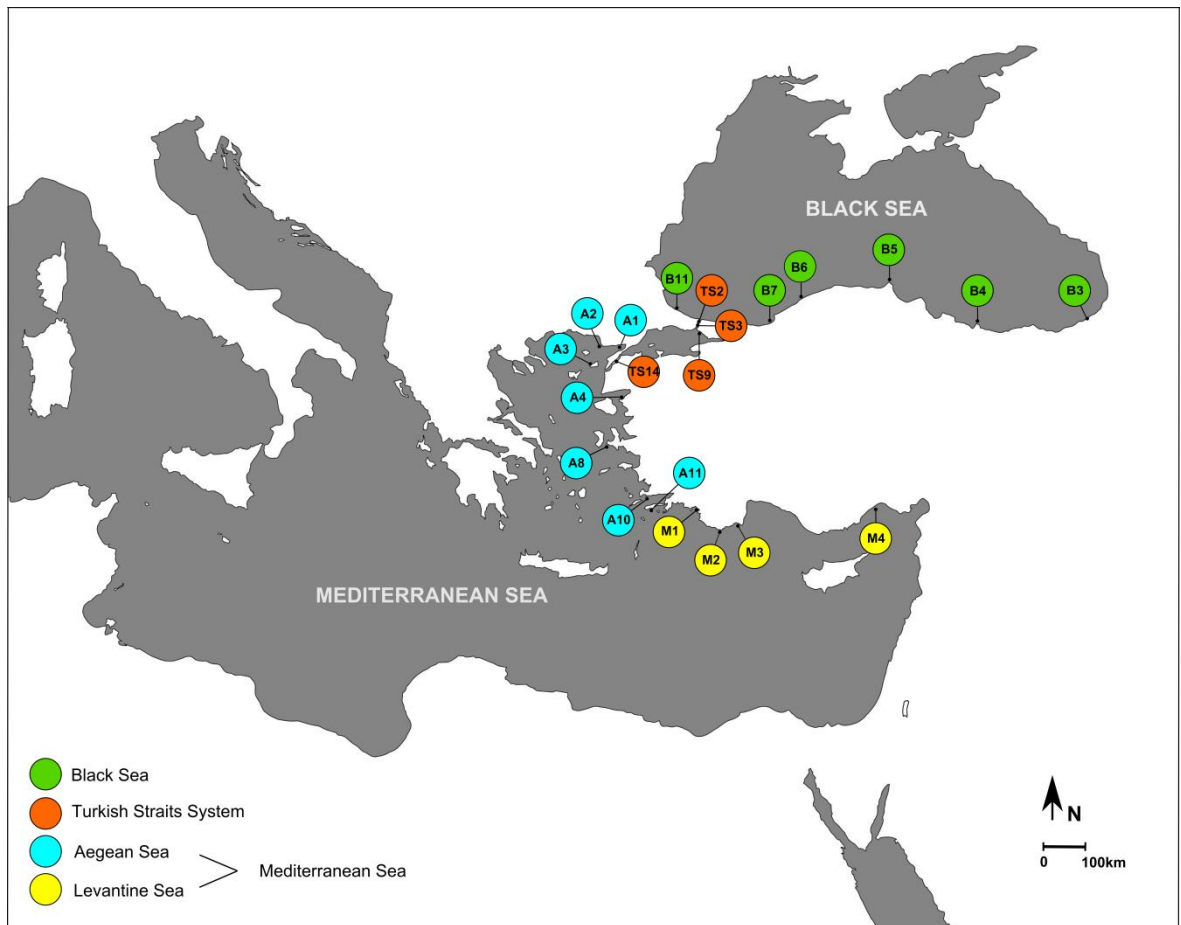 BLACK SEA
B5
B6
B11
TS2
B7
B4
B3
A2
A1
TS3
A3
TS14
TS9
A4
A8
A11
A10
M1
M2
M3
M4
MEDITERRANEAN SEA
Black Sea
Turkish Straits System
Aegean Sea
Mediterranean Sea
Levantine Sea
N
0 100km